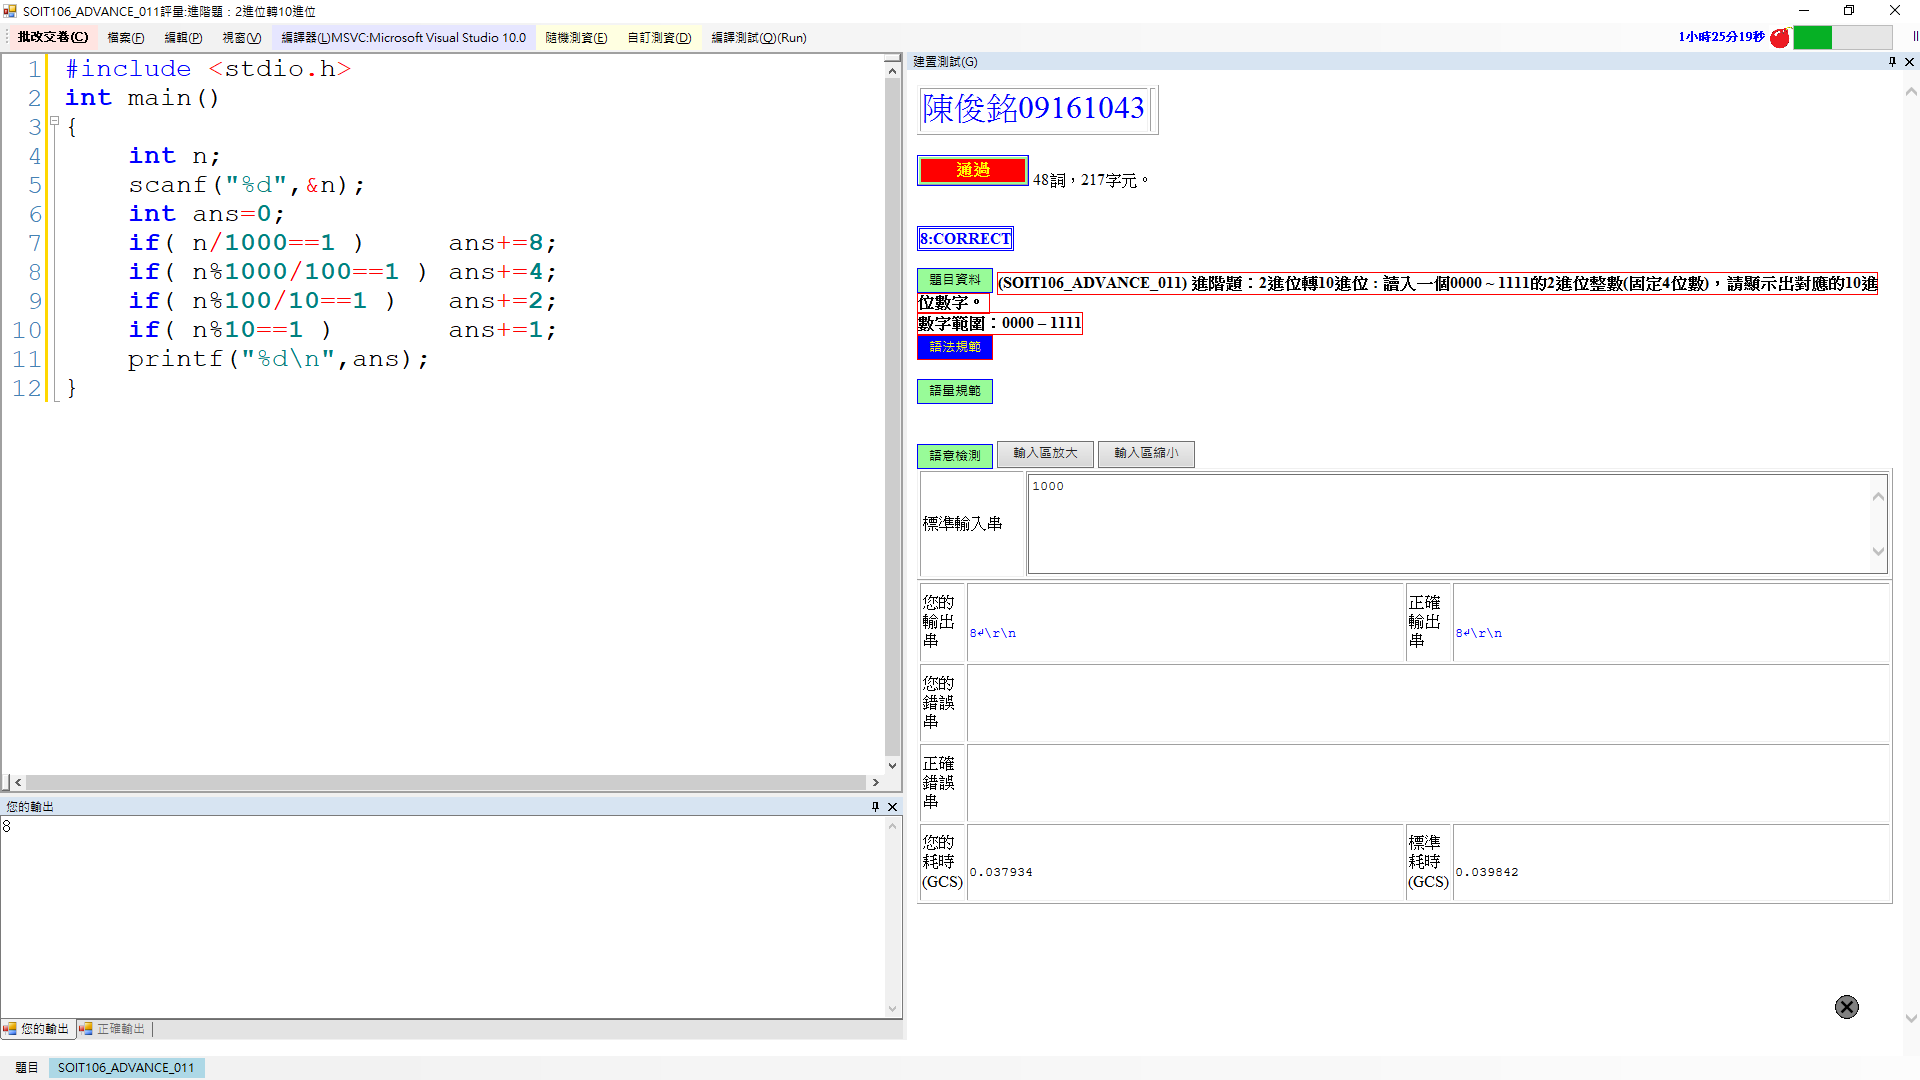 SOIT106_ADVANCE_011評量:進階題：2進位轉10進位
批改交卷(C) 檔案(F) 編輯(P) 視窗(V) 編譯器(L)MSVC:Microsoft Visual Studio 10.0 隨機測資(E) 自訂測資(D) 編譯測試(Q)(Run) 1小時25分19秒
1 #include <stdio.h>
2 int main()
3 {
4 int n;
5 scanf("%d",&n);
6 int ans=0;
7 if( n/1000==1 ) ans+=8;
8 if( n%1000/100==1 ) ans+=4;
9 if( n%100/10==1 ) ans+=2;
10 if( n%10==1 ) ans+=1;
11 printf("%d\n",ans);
12 }
您的輸出
8
您的輸出 正確輸出
題目 SOIT106_ADVANCE_011
建置測試(G)
陳俊銘09161043
通過 48詞，217字元。
8:CORRECT
題目資料 (SOIT106_ADVANCE_011) 進階題：2進位轉10進位 : 讀入一個0000 ~ 1111的2進位整數(固定4位數)，請顯示出對應的10進
位數字。
數字範圍：0000 – 1111
語法規範
語量規範
語意檢測 輸入區放大 輸入區縮小
標準輸入串 1000
您的
輸出
串
8↲\r\n
正確
輸出
串
8↲\r\n
您的
錯誤
串
正確
錯誤
串
您的
耗時
(GCS)
0.037934
標準
耗時
(GCS)
0.039842